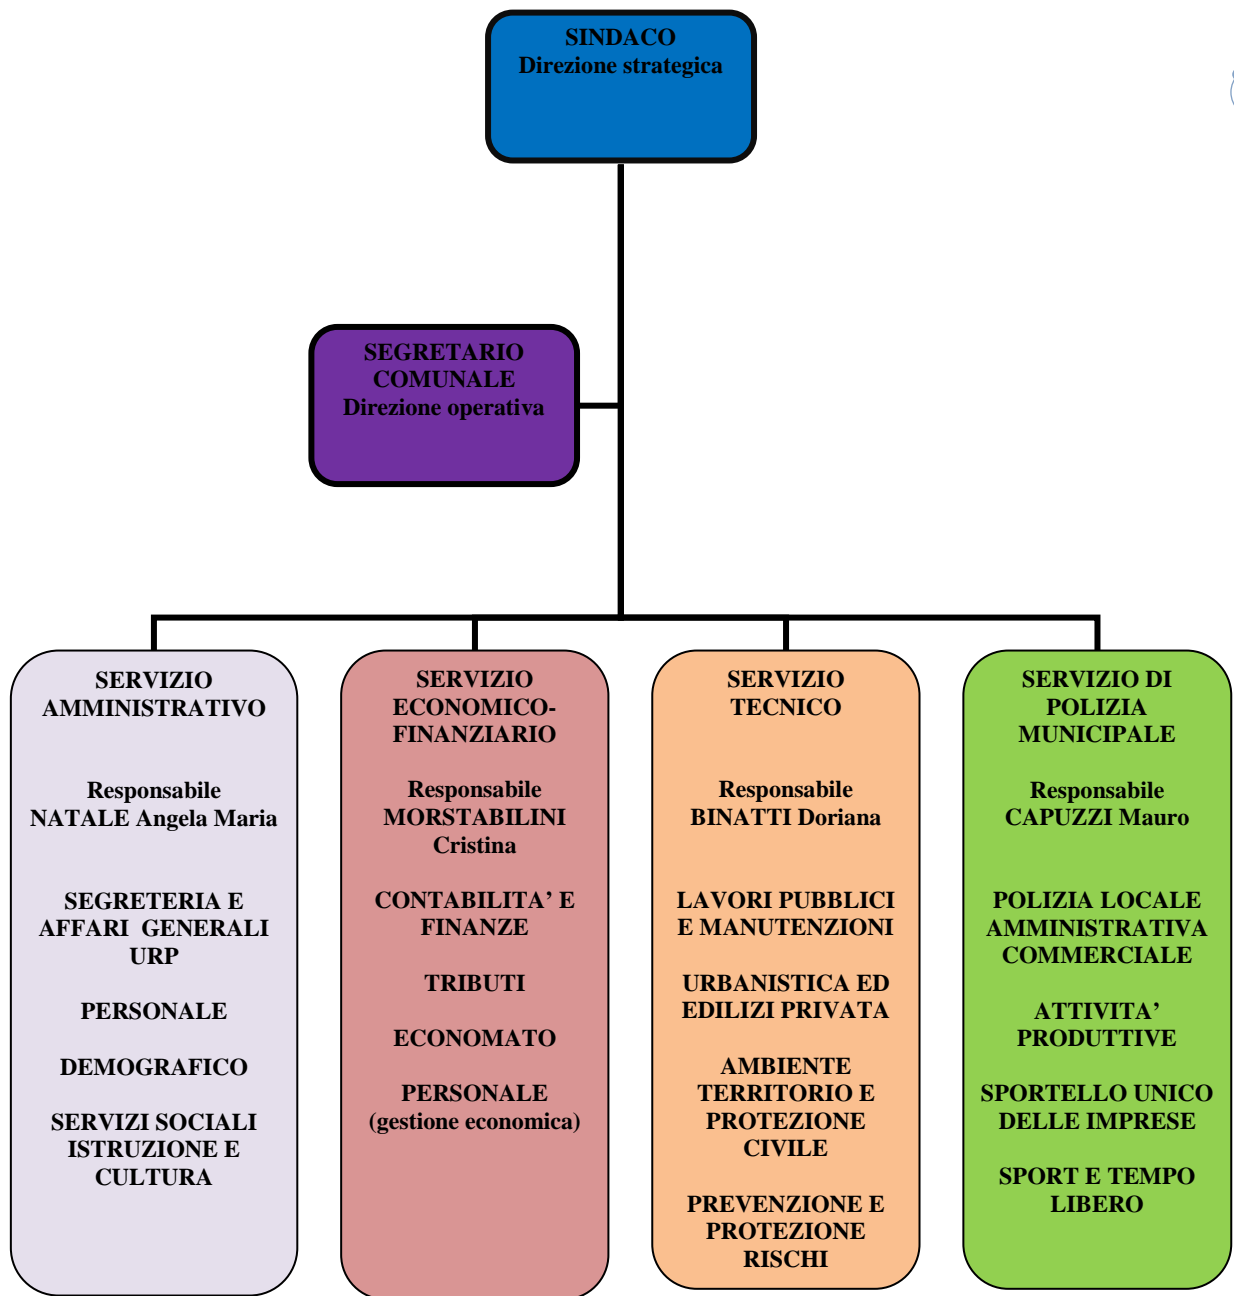 SINDACO
Direzione strategica
SEGRETARIO
COMUNALE
Direzione operativa
SERVIZIO
AMMINISTRATIVO
Responsabile
NATALE Angela Maria
SEGRETERIA E
AFFARI  GENERALI
URP
PERSONALE
DEMOGRAFICO
SERVIZI SOCIALI
ISTRUZIONE E
CULTURA
SERVIZIO
ECONOMICO-
FINANZIARIO
Responsabile
MORSTABILINI
Cristina
CONTABILITA’ E
FINANZE
TRIBUTI
ECONOMATO
PERSONALE
(gestione economica)
SERVIZIO
TECNICO
Responsabile
BINATTI Doriana
LAVORI PUBBLICI
E MANUTENZIONI
URBANISTICA ED
EDILIZI PRIVATA
AMBIENTE
TERRITORIO E
PROTEZIONE
CIVILE
PREVENZIONE E
PROTEZIONE
RISCHI
SERVIZIO DI
POLIZIA
MUNICIPALE
Responsabile
CAPUZZI Mauro
POLIZIA LOCALE
AMMINISTRATIVA
COMMERCIALE
ATTIVITA’
PRODUTTIVE
SPORTELLO UNICO
DELLE IMPRESE
SPORT E TEMPO
LIBERO